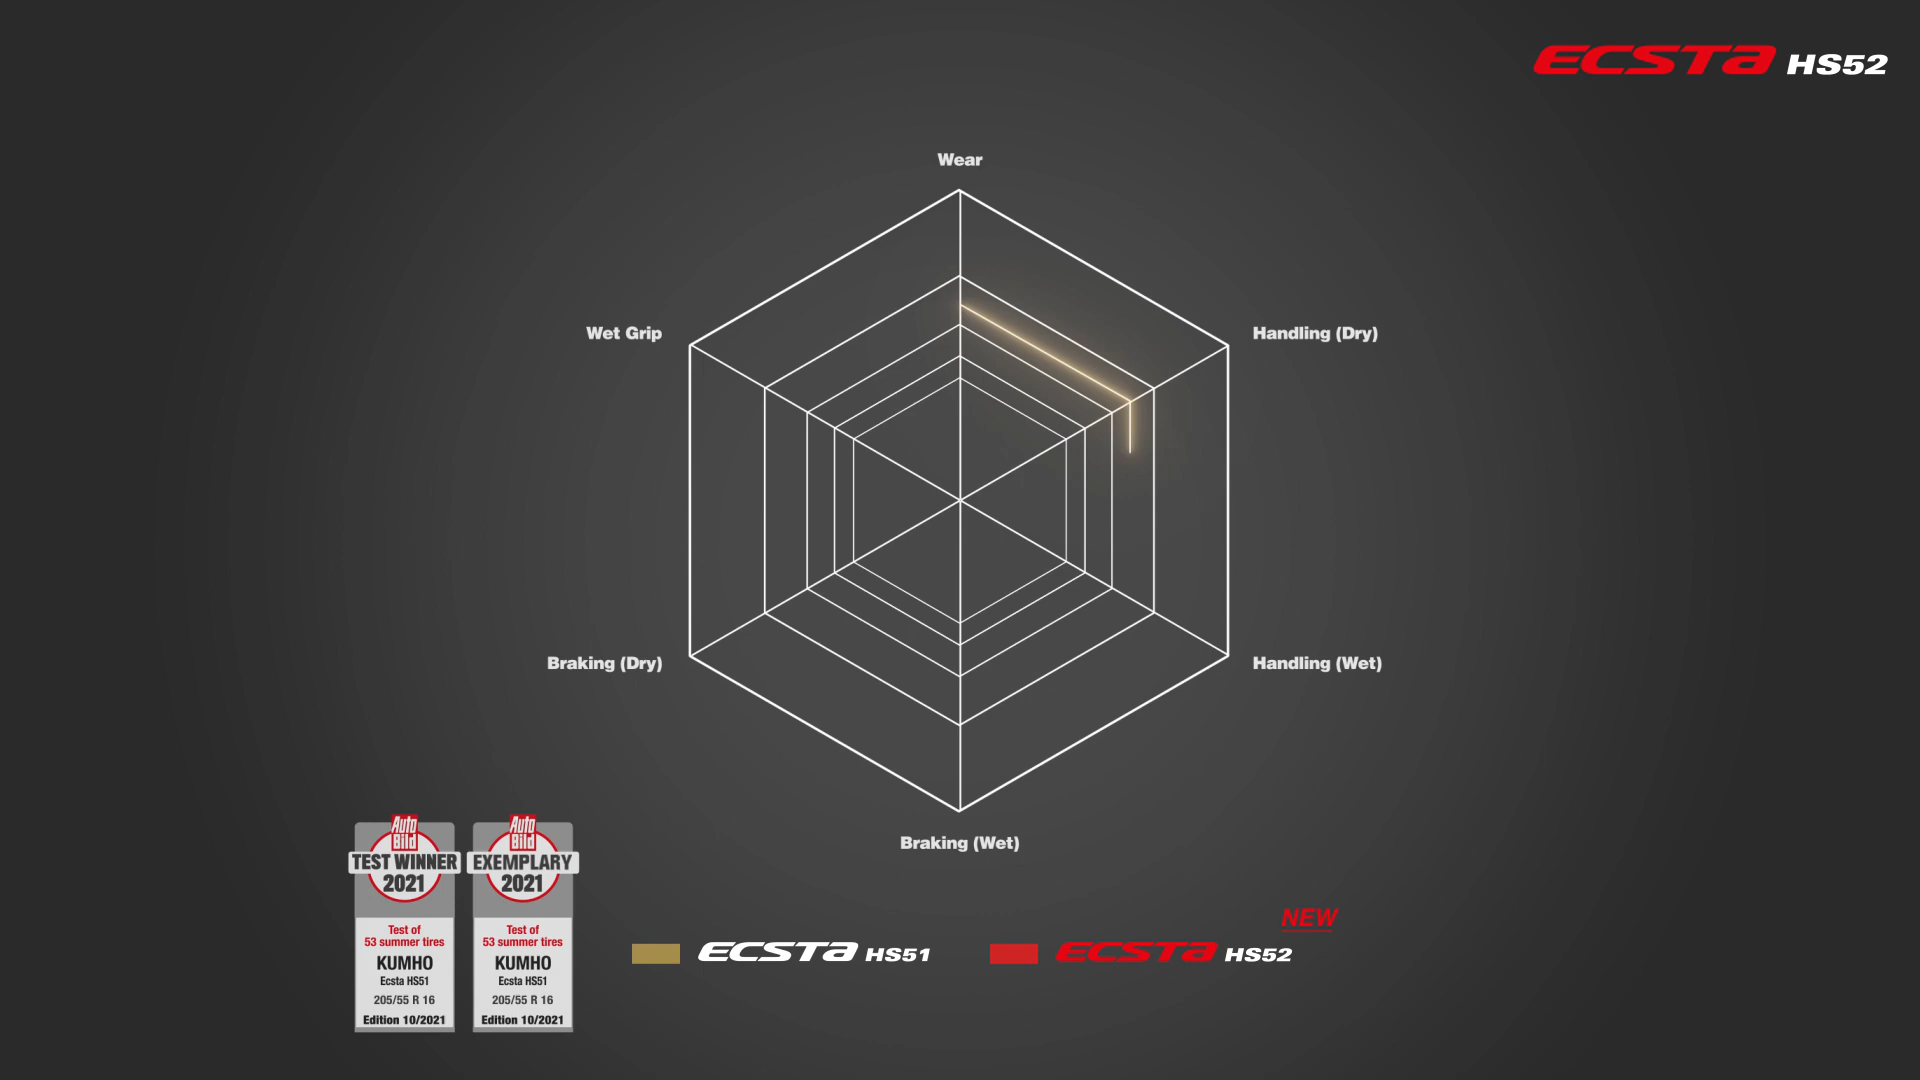 ECSTA HS52
Wear
Wet Grip
Handling (Dry)
Braking (Dry)
Handling (Wet)
Braking (Wet)
Auto
Bild
TEST WINNER
2021
Test of
53 summer tires
KUMHO
Ecsta HS51
205/55 R 16
Edition 10/2021
Auto
Bild
EXEMPLARY
2021
Test of
53 summer tires
KUMHO
Ecsta HS51
205/55 R 16
Edition 10/2021
ECSTA HS51
NEW
ECSTA HS52